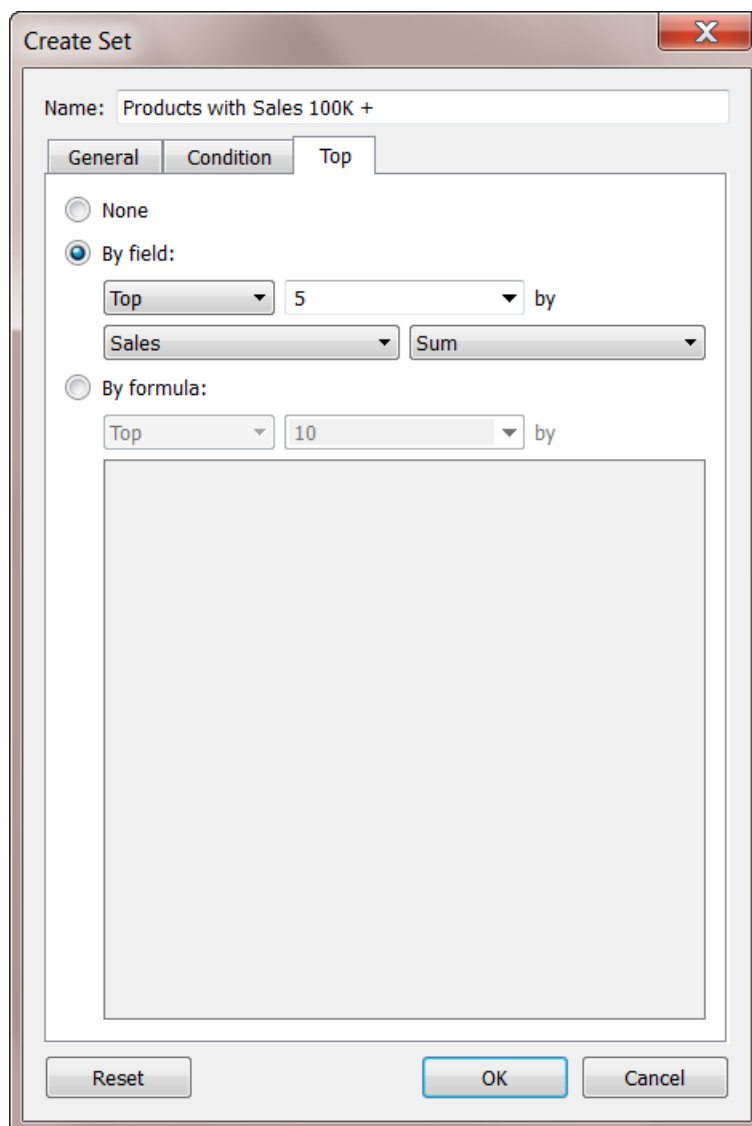 Create Set
Name: Products with Sales 100K +
General Condition Top
None
By field:
Top 5 by
Sales Sum
By formula:
Top 10 by
Reset OK Cancel